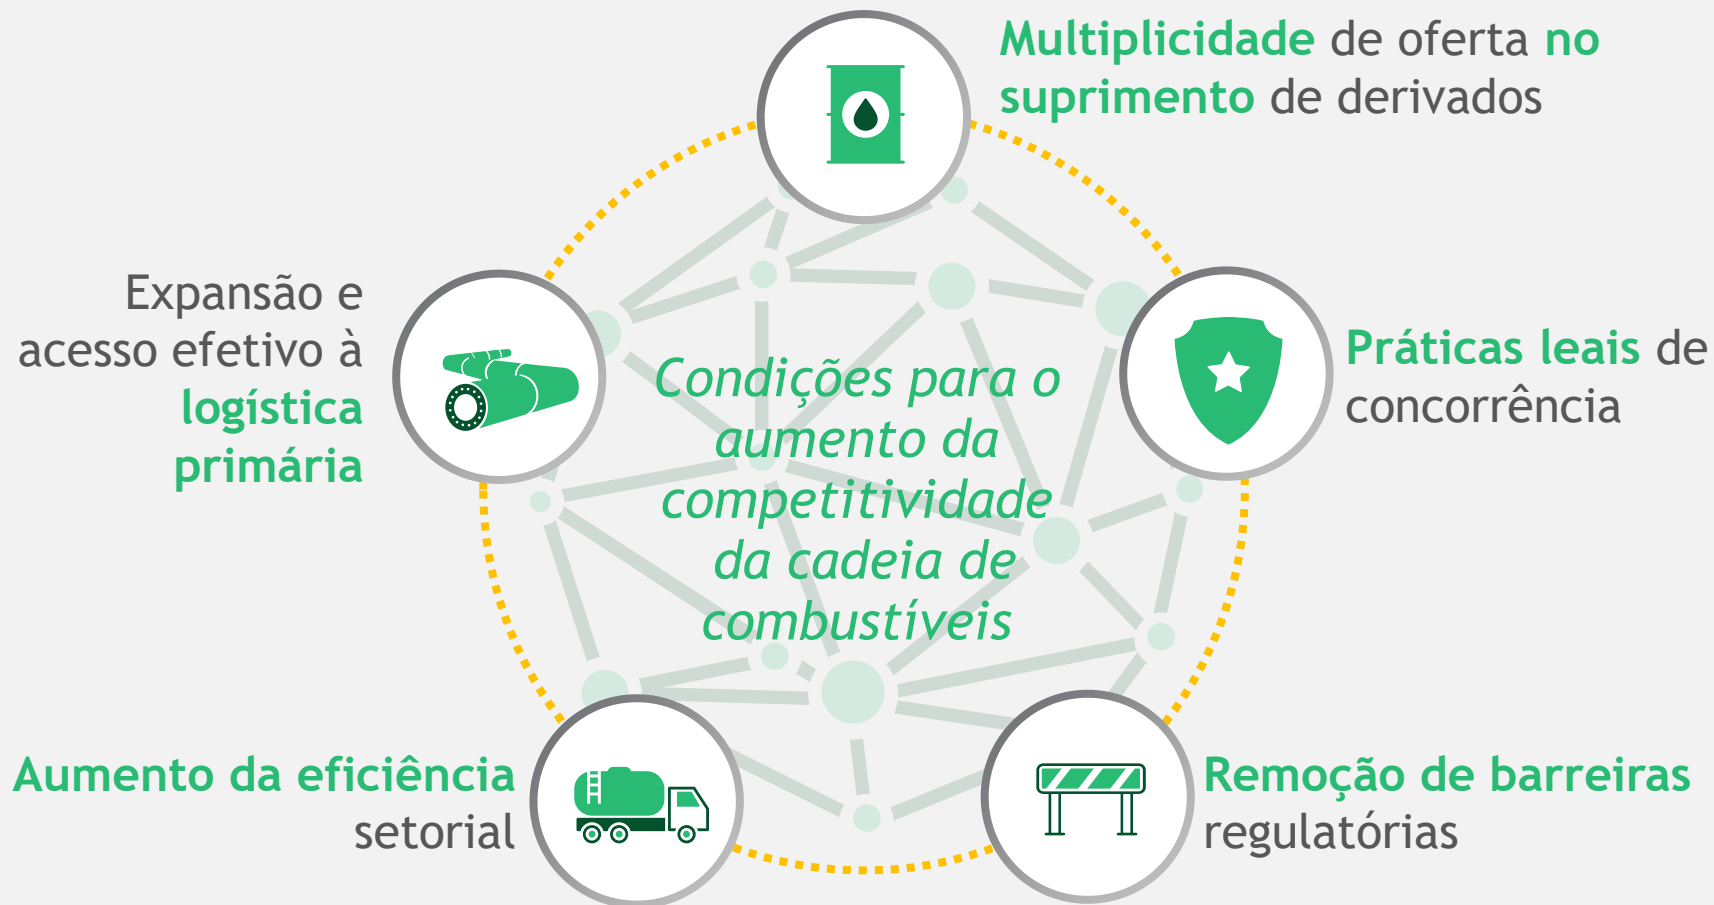 Multiplicidade de oferta no
suprimento de derivados
Expansão e
acesso efetivo à
logística
primária
Condições para o
aumento da
competitividade
da cadeia de
combustíveis
Práticas leais de
concorrência
Aumento da eficiência
setorial
Remoção de barreiras
regulatórias